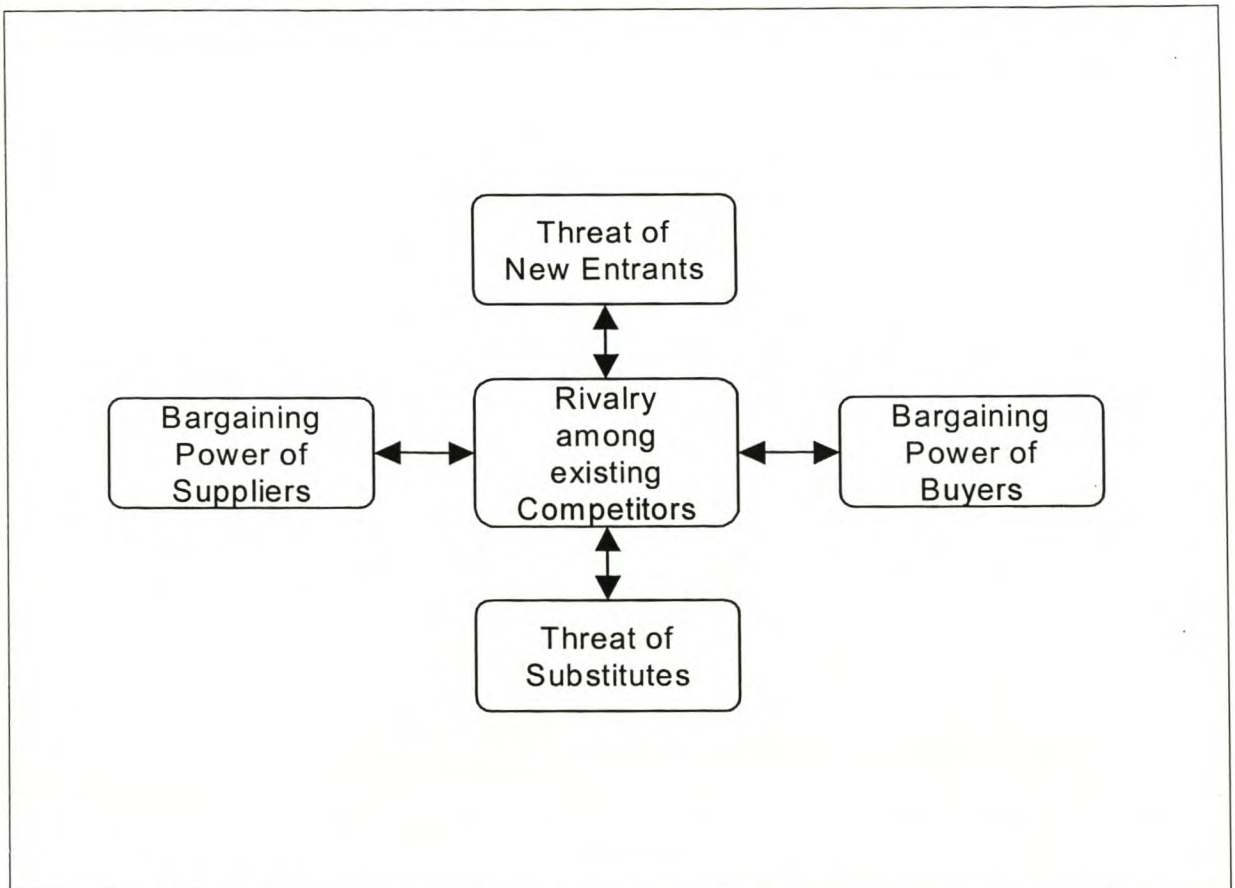 Threat of
New Entrants
Bargaining
Power of
Suppliers
Rivalry
among
existing
Competitors
Bargaining
Power of
Buyers
Threat of
Substitutes